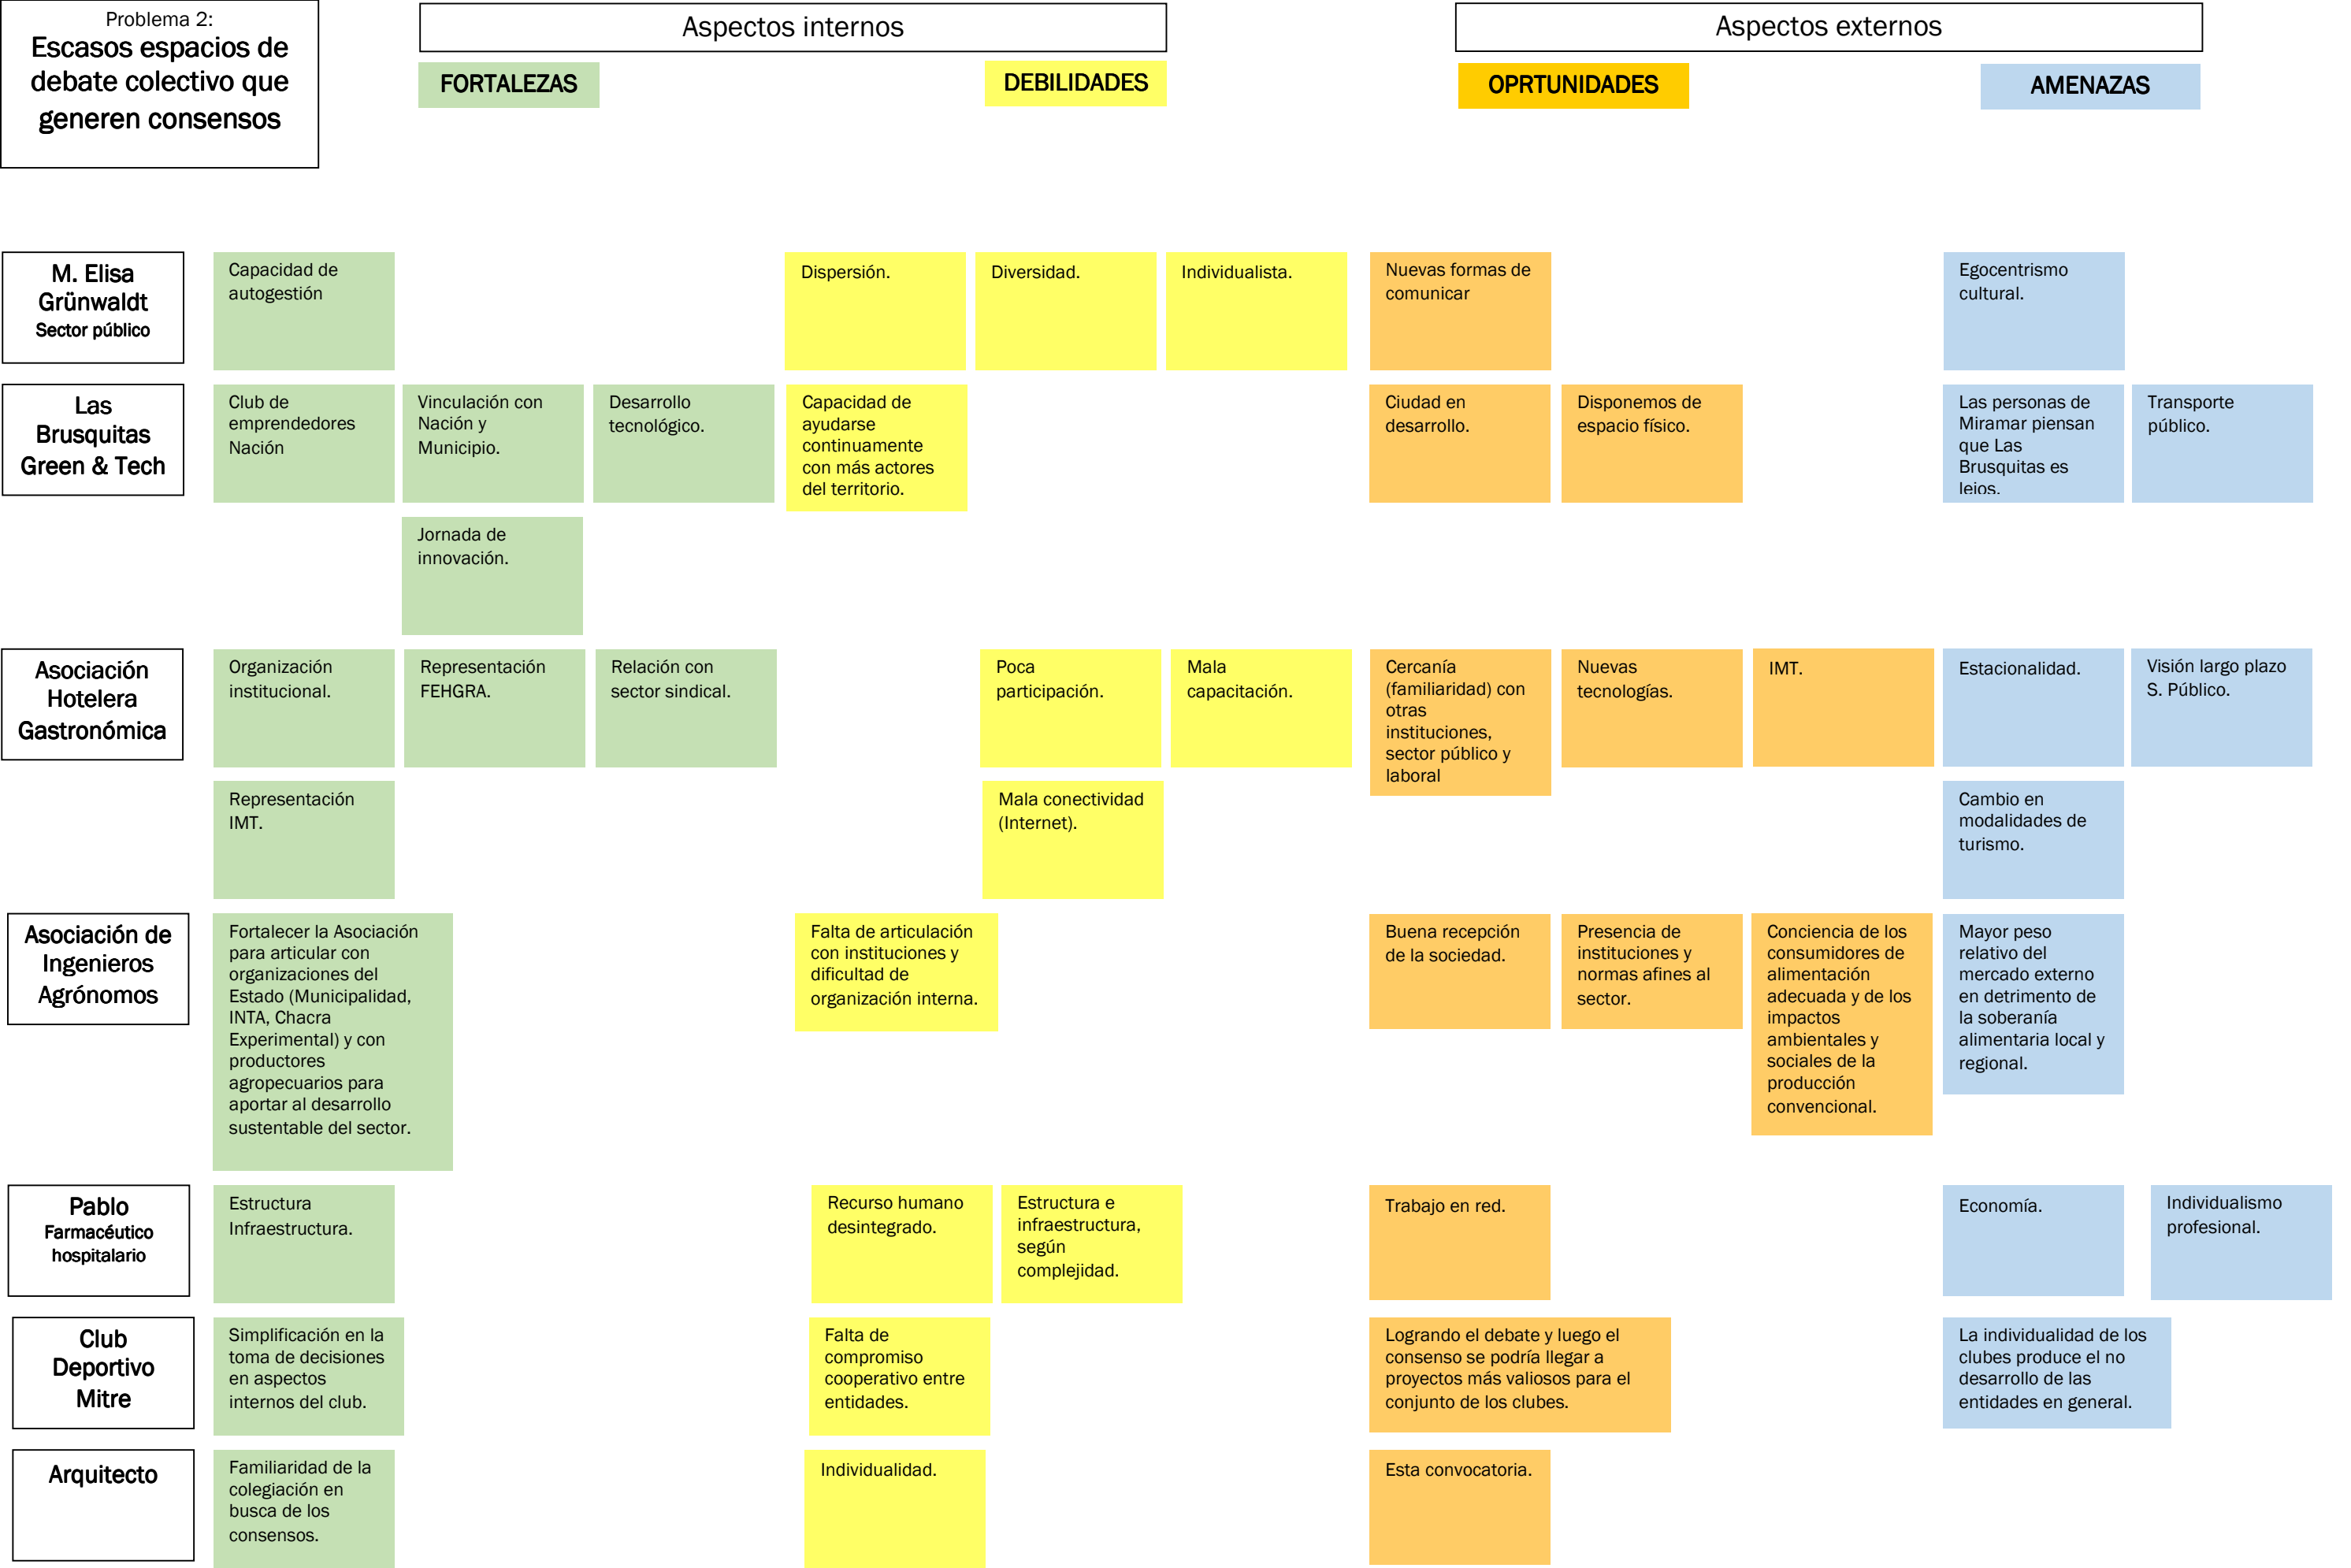 Problema 2:
Escasos espacios de
debate colectivo que
generen consensos
Aspectos internos
Aspectos externos
FORTALEZAS
DEBILIDADES
OPRTUNIDADES
AMENAZAS
M. Elisa
Grünwaldt
Sector público
Capacidad de
autogestión
Dispersión.
Diversidad.
Individualista.
Nuevas formas de
comunicar
Egocentrismo
cultural.
Las
Brusquitas
Green & Tech
Club de
emprendedores
Nación
Vinculación con
Nación y
Municipio.
Desarrollo
tecnológico.
Capacidad de
ayudarse
continuamente
con más actores
del territorio.
Ciudad en
desarrollo.
Disponemos de
espacio físico.
Las personas de
Miramar piensan
que Las
Brusquitas es
lejos.
Transporte
público.
Jornada de
innovación.
Asociación
Hotelera
Gastronómica
Organización
institucional.
Representación
FEHGRA.
Relación con
sector sindical.
Poca
participación.
Mala
capacitación.
Cercanía
(familiaridad) con
otras
instituciones,
sector público y
laboral
Nuevas
tecnologías.
IMT.
Estacionalidad.
Visión largo plazo
S. Público.
Representación
IMT.
Mala conectividad
(Internet).
Cambio en
modalidades de
turismo.
Asociación de
Ingenieros
Agrónomos
Fortalecer la Asociación
para articular con
organizaciones del
Estado (Municipalidad,
INTA, Chacra
Experimental) y con
productores
agropecuarios para
aportar al desarrollo
sustentable del sector.
Falta de articulación
con instituciones y
dificultad de
organización interna.
Buena recepción
de la sociedad.
Presencia de
instituciones y
normas afines al
sector.
Conciencia de los
consumidores de
alimentación
adecuada y de los
impactos
ambientales y
sociales de la
producción
convencional.
Mayor peso
relativo del
mercado externo
en detrimento de
la soberanía
alimentaria local y
regional.
Pablo
Farmacéutico
hospitalario
Estructura
Infraestructura.
Recurso humano
desintegrado.
Estructura e
infraestructura,
según
complejidad.
Trabajo en red.
Economía.
Individualismo
profesional.
Club
Deportivo
Mitre
Simplificación en la
toma de decisiones
en aspectos
internos del club.
Falta de
compromiso
cooperativo entre
entidades.
Logrando el debate y luego el
consenso se podría llegar a
proyectos más valiosos para el
conjunto de los clubes.
La individualidad de los
clubes produce el no
desarrollo de las
entidades en general.
Arquitecto
Familiaridad de la
colegiación en
busca de los
consensos.
Individualidad.
Esta convocatoria.